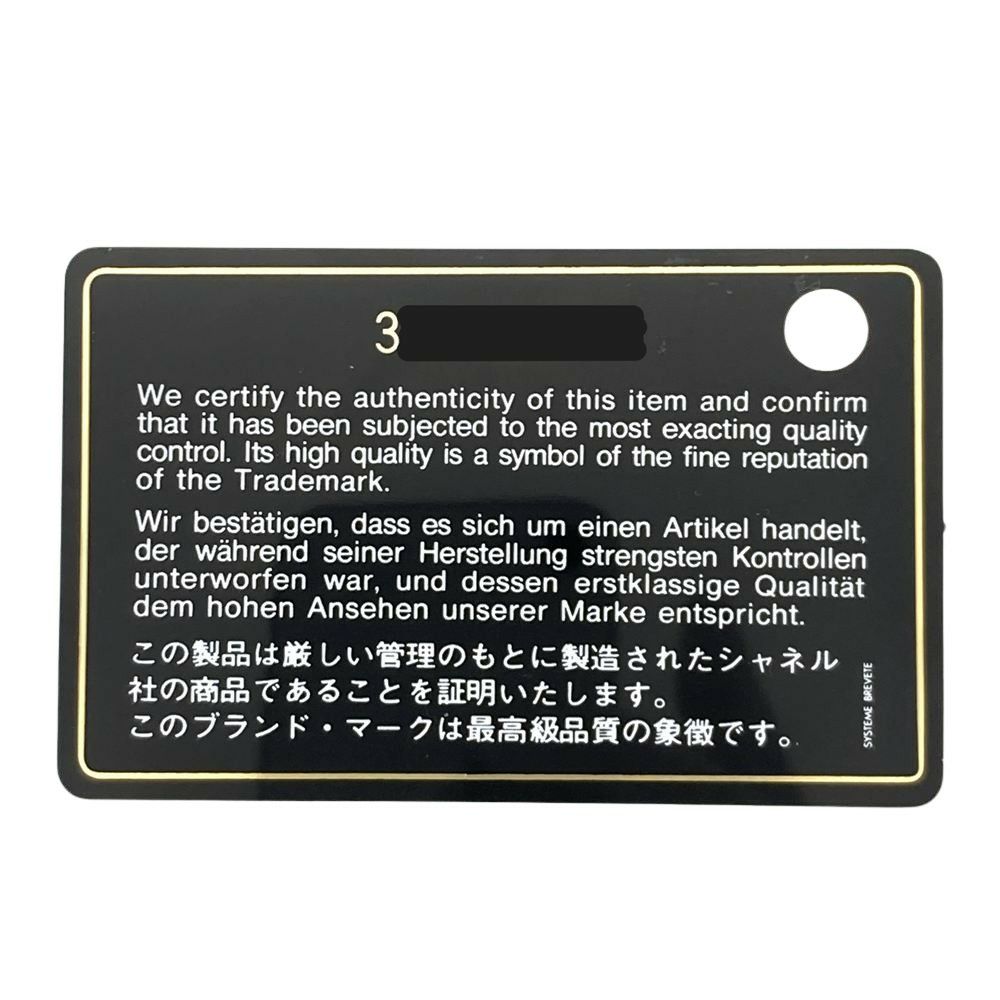 3
We certify the authenticity of this item and confirm
that it has been subjected to the most exacting quality
control. Its high quality is a symbol of the fine reputation
of the Trademark.
Wir bestätigen, dass es sich um einen Artikel handelt,
der während seiner Herstellung strengsten Kontrollen
unterworfen war, und dessen erstklassige Qualität
dem hohen Ansehen unserer Marke entspricht.
この製品は厳しい管理のもとに製造されたシャネル
社の商品であることを証明いたします。
このブランド・マークは最高級品質の象徴です。
SYSTEME BREVETE